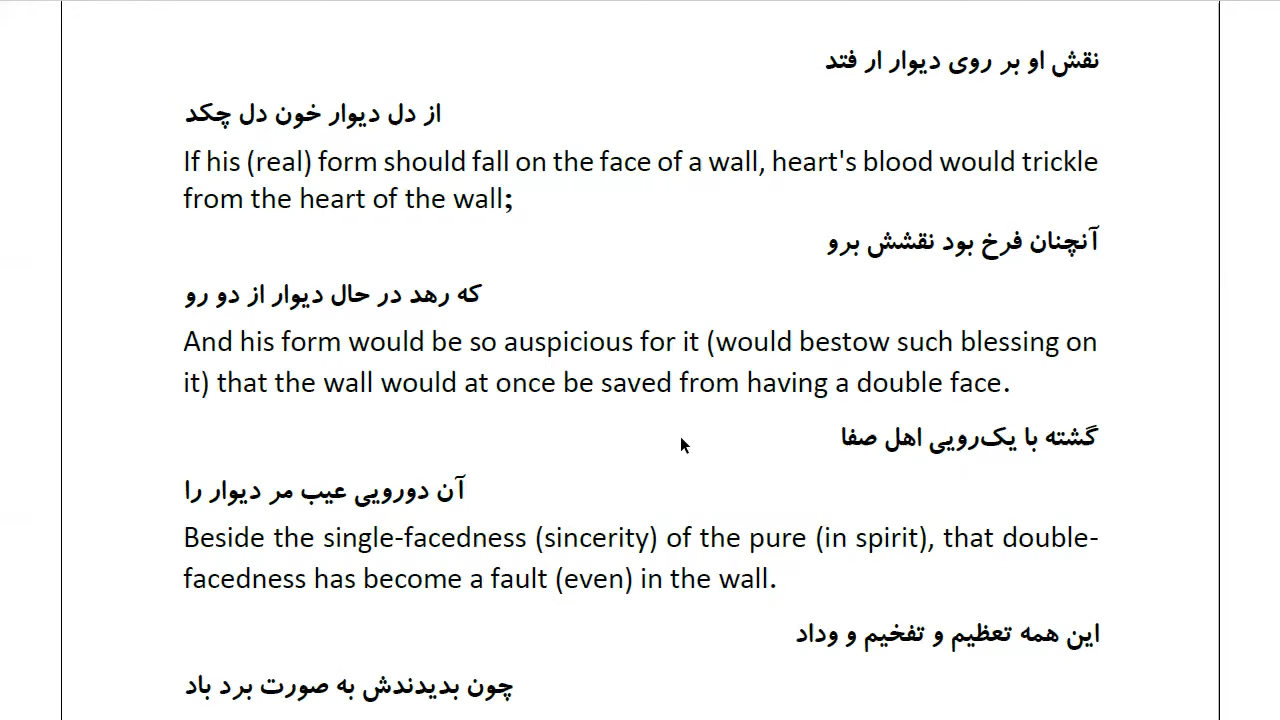 نقش او بر روی دیوار ار فتد
از دل دیوار خون دل چکد
If his (real) form should fall on the face of a wall, heart's blood would trickle
from the heart of the wall;
آنچنان فرخ بود نقشش برو
که رهد در حال دیوار از دو رو
And his form would be so auspicious for it (would bestow such blessing on
it) that the wall would at once be saved from having a double face.
گشته با یک‌رویی اهل صفا
آن دورویی عیب مر دیوار را
Beside the single-facedness (sincerity) of the pure (in spirit), that double-
facedness has become a fault (even) in the wall.
این همه تعظیم و تفخیم و وداد
چون بدیدندش به صورت برد باد